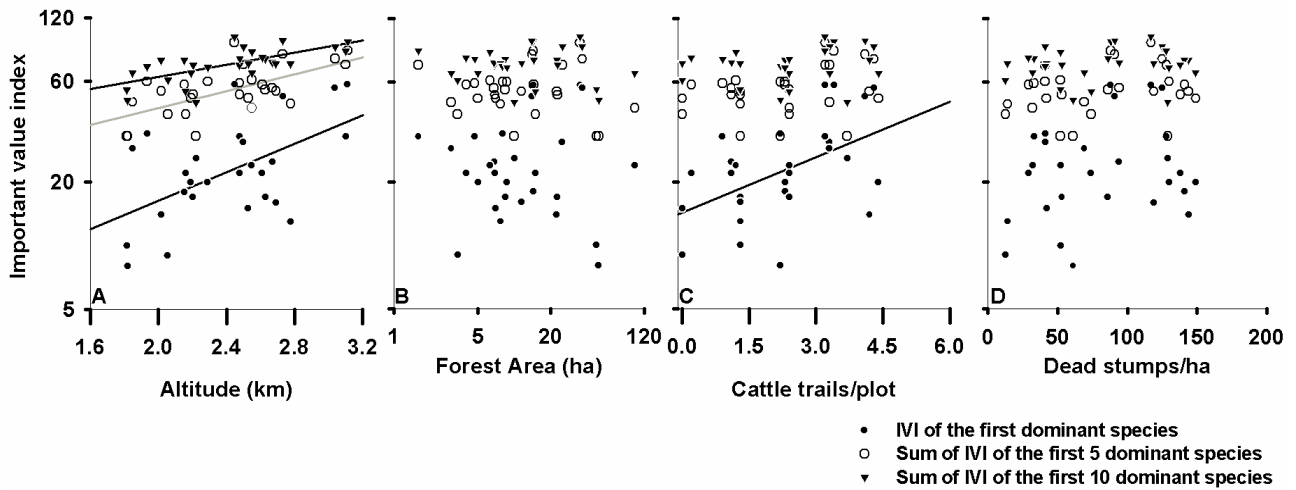 Important value index
120
60
20
5
A
B
C
D
1.6 2.0 2.4 2.8 3.2
1 5 20 120
0.0 1.5 3.0 4.5 6.0
0 50 100 150 200
Altitude (km)
Forest Area (ha)
Cattle trails/plot
Dead stumps/ha
IVI of the first dominant species
Sum of IVI of the first 5 dominant species
Sum of IVI of the first 10 dominant species